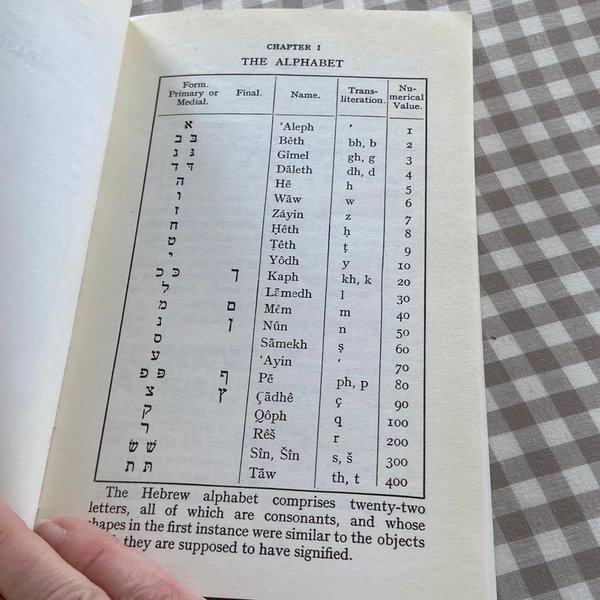 CHAPTER I
THE ALPHABET
Form. Primary or Medial. Final. Name. Trans-literation. Nu-merical Value.
א ’Aleph ’ 1
בּ ב Bêth bh, b 2
גּ ג Gîmel gh, g 3
דּ ד Dāleth dh, d 4
ה Hē h 5
ו Wāw w 6
ז Záyin z 7
ח Ḥêth ḥ 8
ט Ṭêth ṭ 9
י Yôdh y 10
כּ כ ך Kaph kh, k 20
ל Lāmedh l 30
מ ם Mêm m 40
נ ן Nûn n 50
ס Sāmekh ṣ 60
ע ‘Ayin ‘ 70
פּ פ ף Pē ph, p 80
צ ץ Çādhê ç 90
ק Qôph q 100
ר Rêš r 200
שׁ שׂ Sîn, Šîn s, š 300
תּ ת Tāw th, t 400
The Hebrew alphabet comprises twenty-two
letters, all of which are consonants, and whose
shapes in the first instance were similar to the objects
they are supposed to have signified.